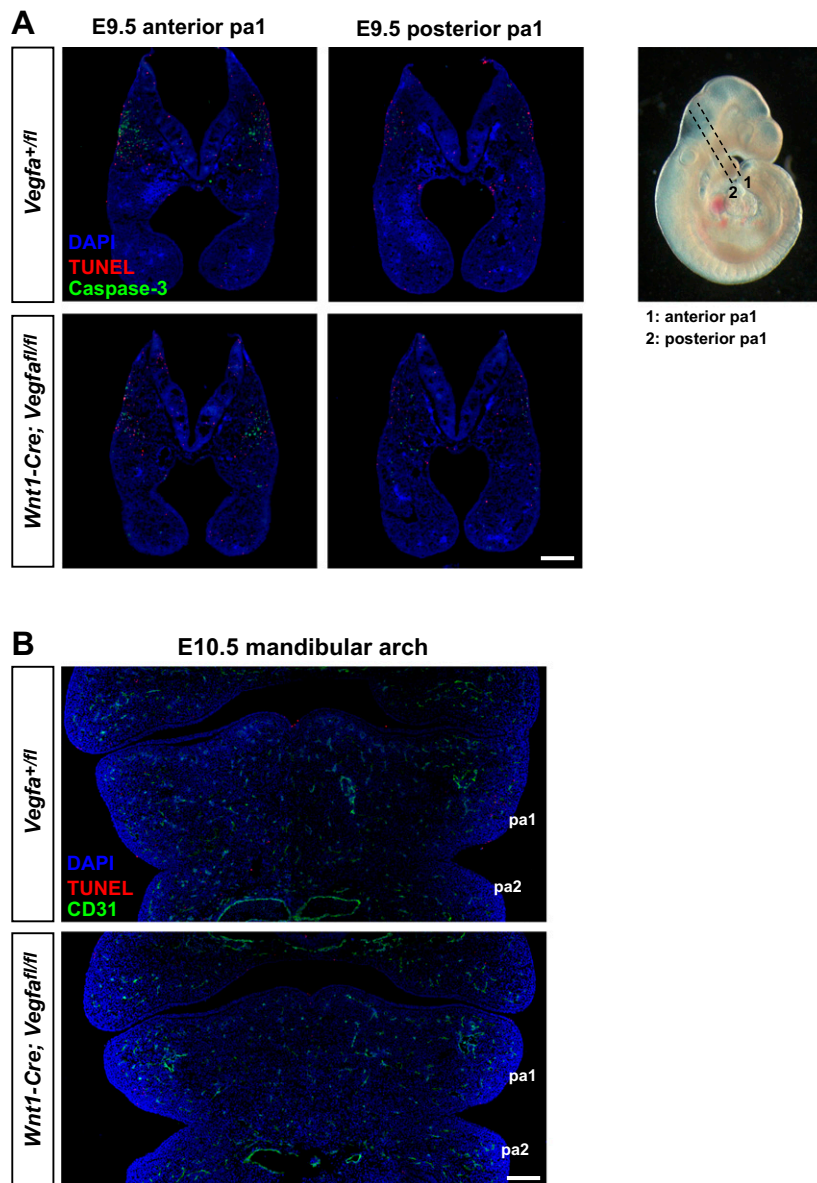 A
E9.5 anterior pa1
E9.5 posterior pa1
Vegfa+/fl
DAPI
TUNEL
Caspase-3
1
2
1: anterior pa1
2: posterior pa1
Wnt1-Cre; Vegfafl/fl
B
E10.5 mandibular arch
Vegfa+/fl
pa1
DAPI
TUNEL
CD31
pa2
Wnt1-Cre; Vegfafl/fl
pa1
pa2